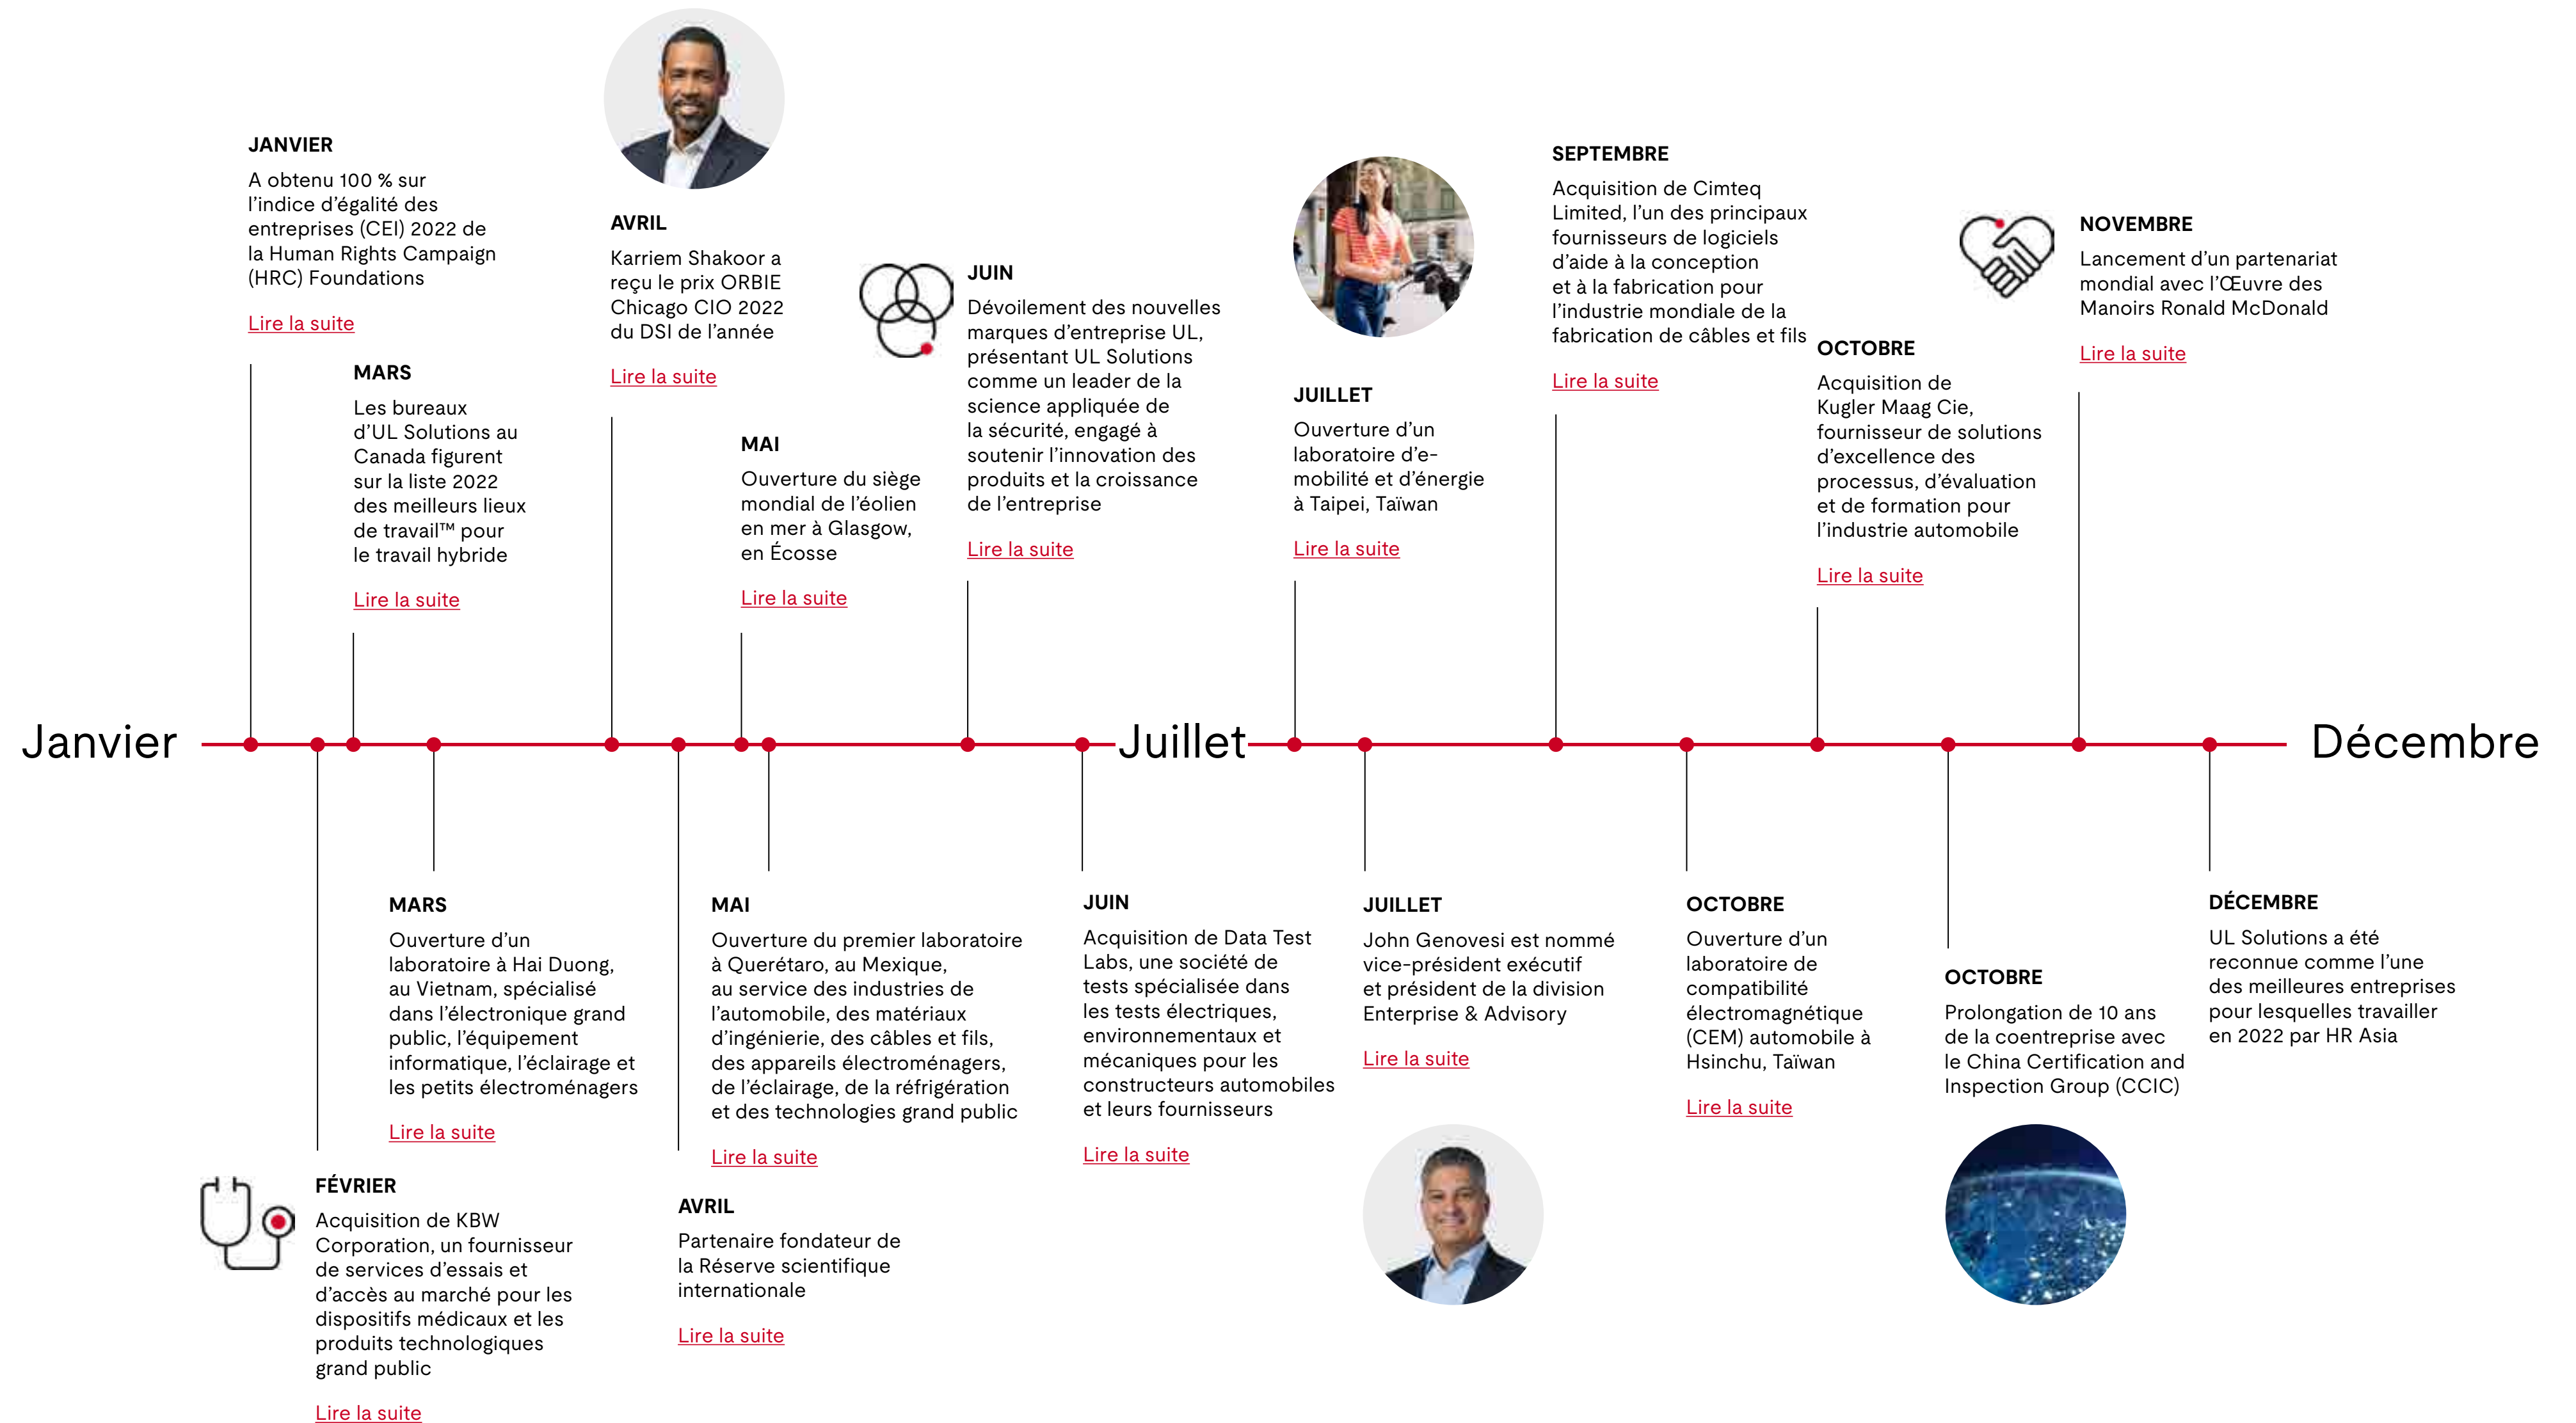 JANVIER
A obtenu 100 % sur
l’indice d’égalité des
entreprises (CEI) 2022 de
la Human Rights Campaign
(HRC) Foundations
Lire la suite
MARS
Les bureaux
d’UL Solutions au
Canada figurent
sur la liste 2022
des meilleurs lieux
de travail™ pour
le travail hybride
Lire la suite
AVRIL
Karriem Shakoor a
reçu le prix ORBIE
Chicago CIO 2022
du DSI de l’année
Lire la suite
MAI
Ouverture du siège
mondial de l’éolien
en mer à Glasgow,
en Écosse
Lire la suite
JUIN
Dévoilement des nouvelles
marques d’entreprise UL,
présentant UL Solutions
comme un leader de la
science appliquée de
la sécurité, engagé à
soutenir l’innovation des
produits et la croissance
de l’entreprise
Lire la suite
JUILLET
Ouverture d’un
laboratoire d’e-
mobilité et d’énergie
à Taipei, Taïwan
Lire la suite
SEPTEMBRE
Acquisition de Cimteq
Limited, l’un des principaux
fournisseurs de logiciels
d’aide à la conception
et à la fabrication pour
l’industrie mondiale de la
fabrication de câbles et fils
Lire la suite
OCTOBRE
Acquisition de
Kugler Maag Cie,
fournisseur de solutions
d’excellence des
processus, d’évaluation
et de formation pour
l’industrie automobile
Lire la suite
NOVEMBRE
Lancement d’un partenariat
mondial avec l’Œuvre des
Manoirs Ronald McDonald
Lire la suite
Janvier
Juillet
Décembre
FÉVRIER
Acquisition de KBW
Corporation, un fournisseur
de services d’essais et
d’accès au marché pour les
dispositifs médicaux et les
produits technologiques
grand public
Lire la suite
MARS
Ouverture d’un
laboratoire à Hai Duong,
au Vietnam, spécialisé
dans l’électronique grand
public, l’équipement
informatique, l’éclairage et
les petits électroménagers
Lire la suite
AVRIL
Partenaire fondateur de
la Réserve scientifique
internationale
Lire la suite
MAI
Ouverture du premier laboratoire
à Querétaro, au Mexique,
au service des industries de
l’automobile, des matériaux
d’ingénierie, des câbles et fils,
des appareils électroménagers,
de l’éclairage, de la réfrigération
et des technologies grand public
Lire la suite
JUIN
Acquisition de Data Test
Labs, une société de
tests spécialisée dans
les tests électriques,
environnementaux et
mécaniques pour les
constructeurs automobiles
et leurs fournisseurs
Lire la suite
JUILLET
John Genovesi est nommé
vice-président exécutif
et président de la division
Enterprise & Advisory
Lire la suite
OCTOBRE
Ouverture d’un
laboratoire de
compatibilité
électromagnétique
(CEM) automobile à
Hsinchu, Taïwan
Lire la suite
OCTOBRE
Prolongation de 10 ans
de la coentreprise avec
le China Certification and
Inspection Group (CCIC)
DÉCEMBRE
UL Solutions a été
reconnue comme l’une
des meilleures entreprises
pour lesquelles travailler
en 2022 par HR Asia